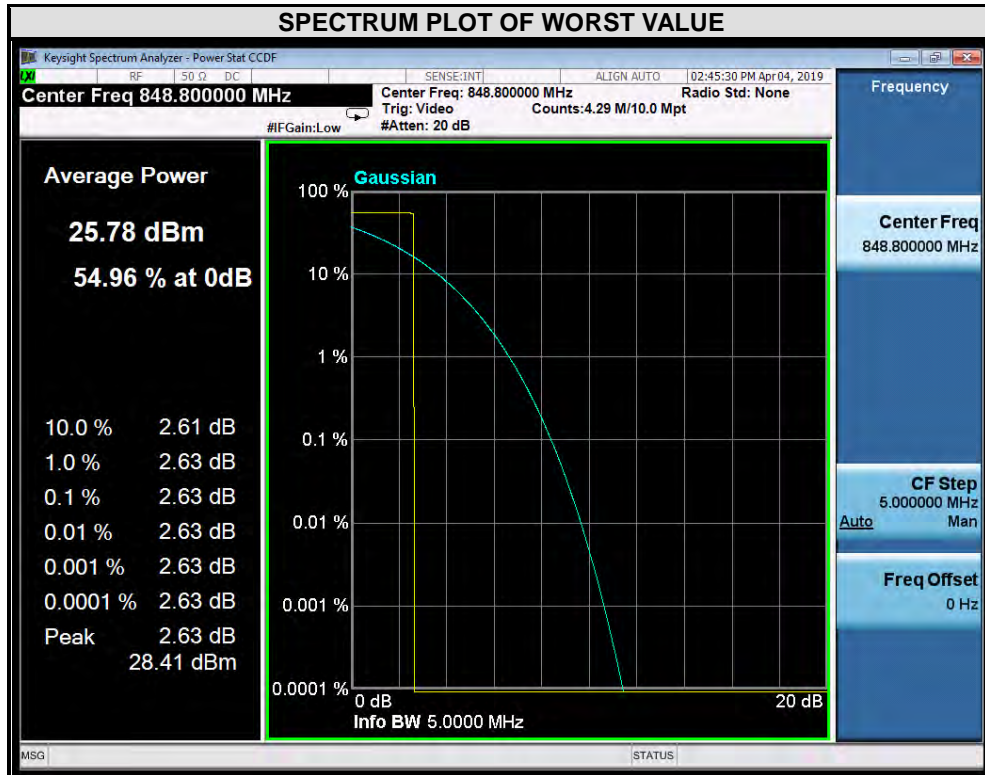 SPECTRUM PLOT OF WORST VALUE
Keysight Spectrum Analyzer - Power Stat CCDF
LXI RF 50 Ω DC SENSE:INT ALIGN AUTO 02:45:30 PM Apr 04, 2019
Center Freq 848.800000 MHz
Center Freq: 848.800000 MHz Radio Std: None
Trig: Video Counts:4.29 M/10.0 Mpt
#IFGain:Low #Atten: 20 dB
Average Power
25.78 dBm
54.96 % at 0dB
10.0 % 2.61 dB
1.0 % 2.63 dB
0.1 % 2.63 dB
0.01 % 2.63 dB
0.001 % 2.63 dB
0.0001 % 2.63 dB
Peak 2.63 dB
28.41 dBm
Gaussian
100 %
10 %
1 %
0.1 %
0.01 %
0.001 %
0.0001 %
0 dB 20 dB
Info BW 5.0000 MHz
Frequency
Center Freq
848.800000 MHz
CF Step
5.000000 MHz
Auto Man
Freq Offset
0 Hz
MSG STATUS